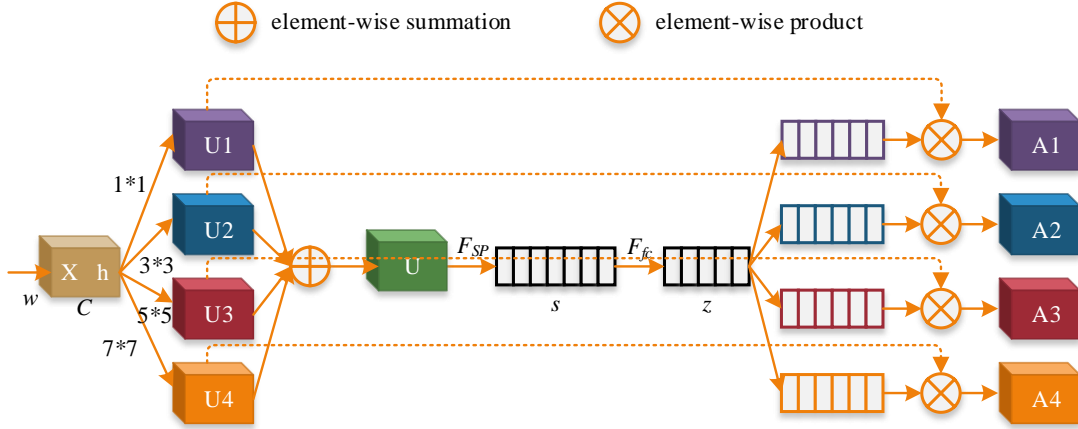 element-wise summation
element-wise product
U1
A1
1*1
U2
A2
X h
3*3
U
F_SP
F_fc
w
C
5*5
U3
s
z
A3
7*7
U4
A4